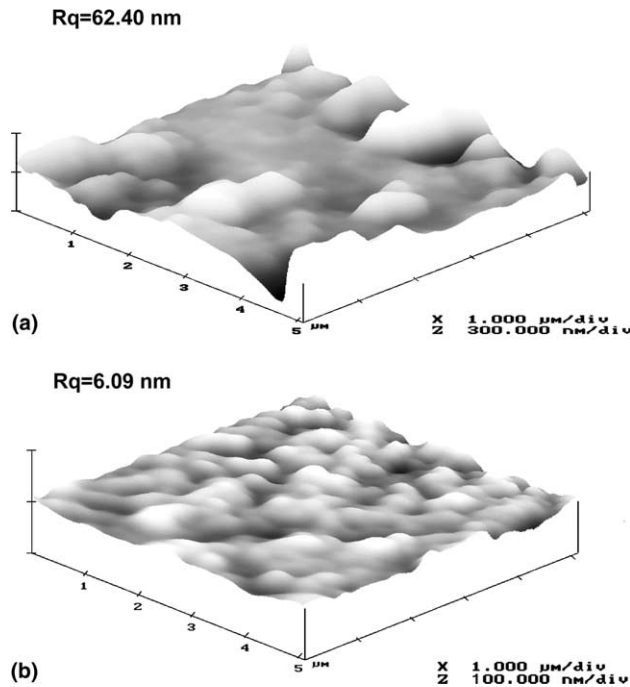 Rq=62.40 nm
1
2
3
4
5 µm
(a)
X 1.000 µm/div
Z 300.000 nm/div
Rq=6.09 nm
1
2
3
4
5 µm
(b)
X 1.000 µm/div
Z 100.000 nm/div